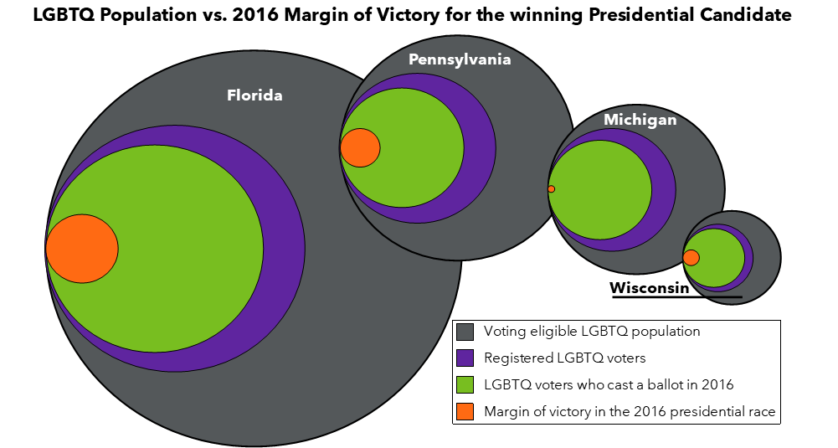 LGBTQ Population vs. 2016 Margin of Victory for the winning Presidential Candidate
Florida
Pennsylvania
Michigan
Wisconsin
Voting eligible LGBTQ population
Registered LGBTQ voters
LGBTQ voters who cast a ballot in 2016
Margin of victory in the 2016 presidential race